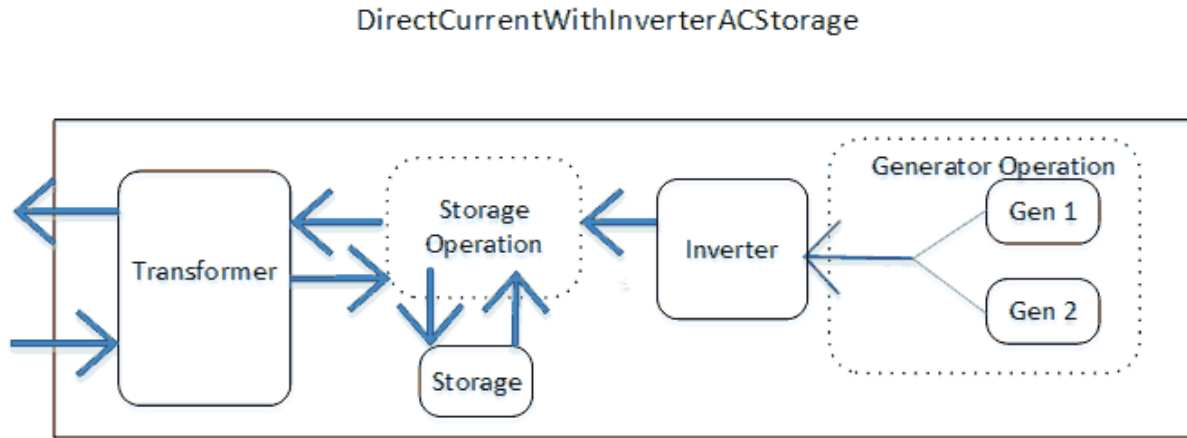 DirectCurrentWithInverterACStorage
Generator Operation
Gen 1
Storage
Operation
Inverter
Transformer
Gen 2
Storage